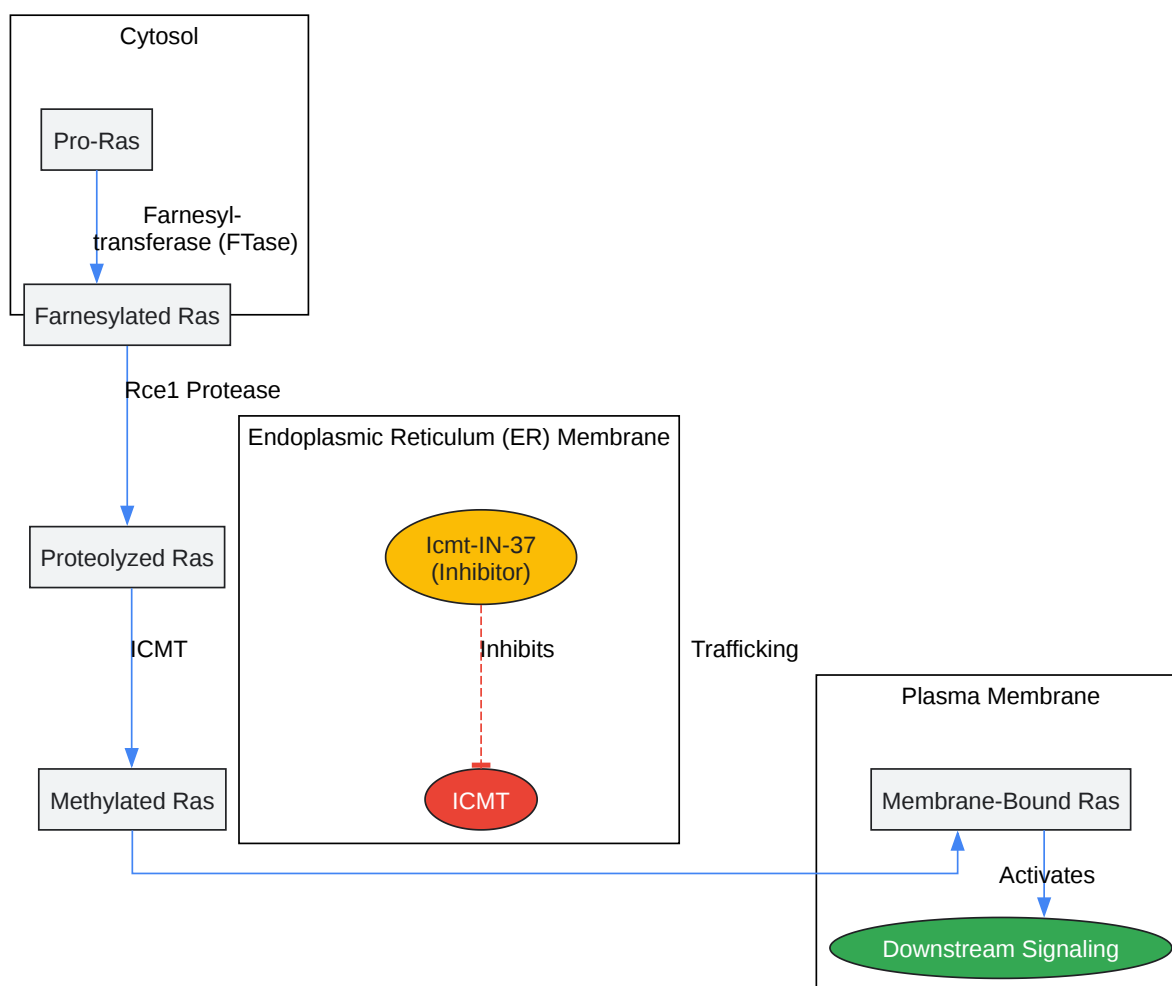 Cytosol
Pro-Ras
Farnesyl-
transferase (FTase)
Farnesylated Ras
Rce1 Protease
Endoplasmic Reticulum (ER) Membrane
Proteolyzed Ras
Icmt-IN-37
(Inhibitor)
ICMT
Inhibits
Trafficking
Plasma Membrane
Methylated Ras
ICMT
Membrane-Bound Ras
Activates
Downstream Signaling